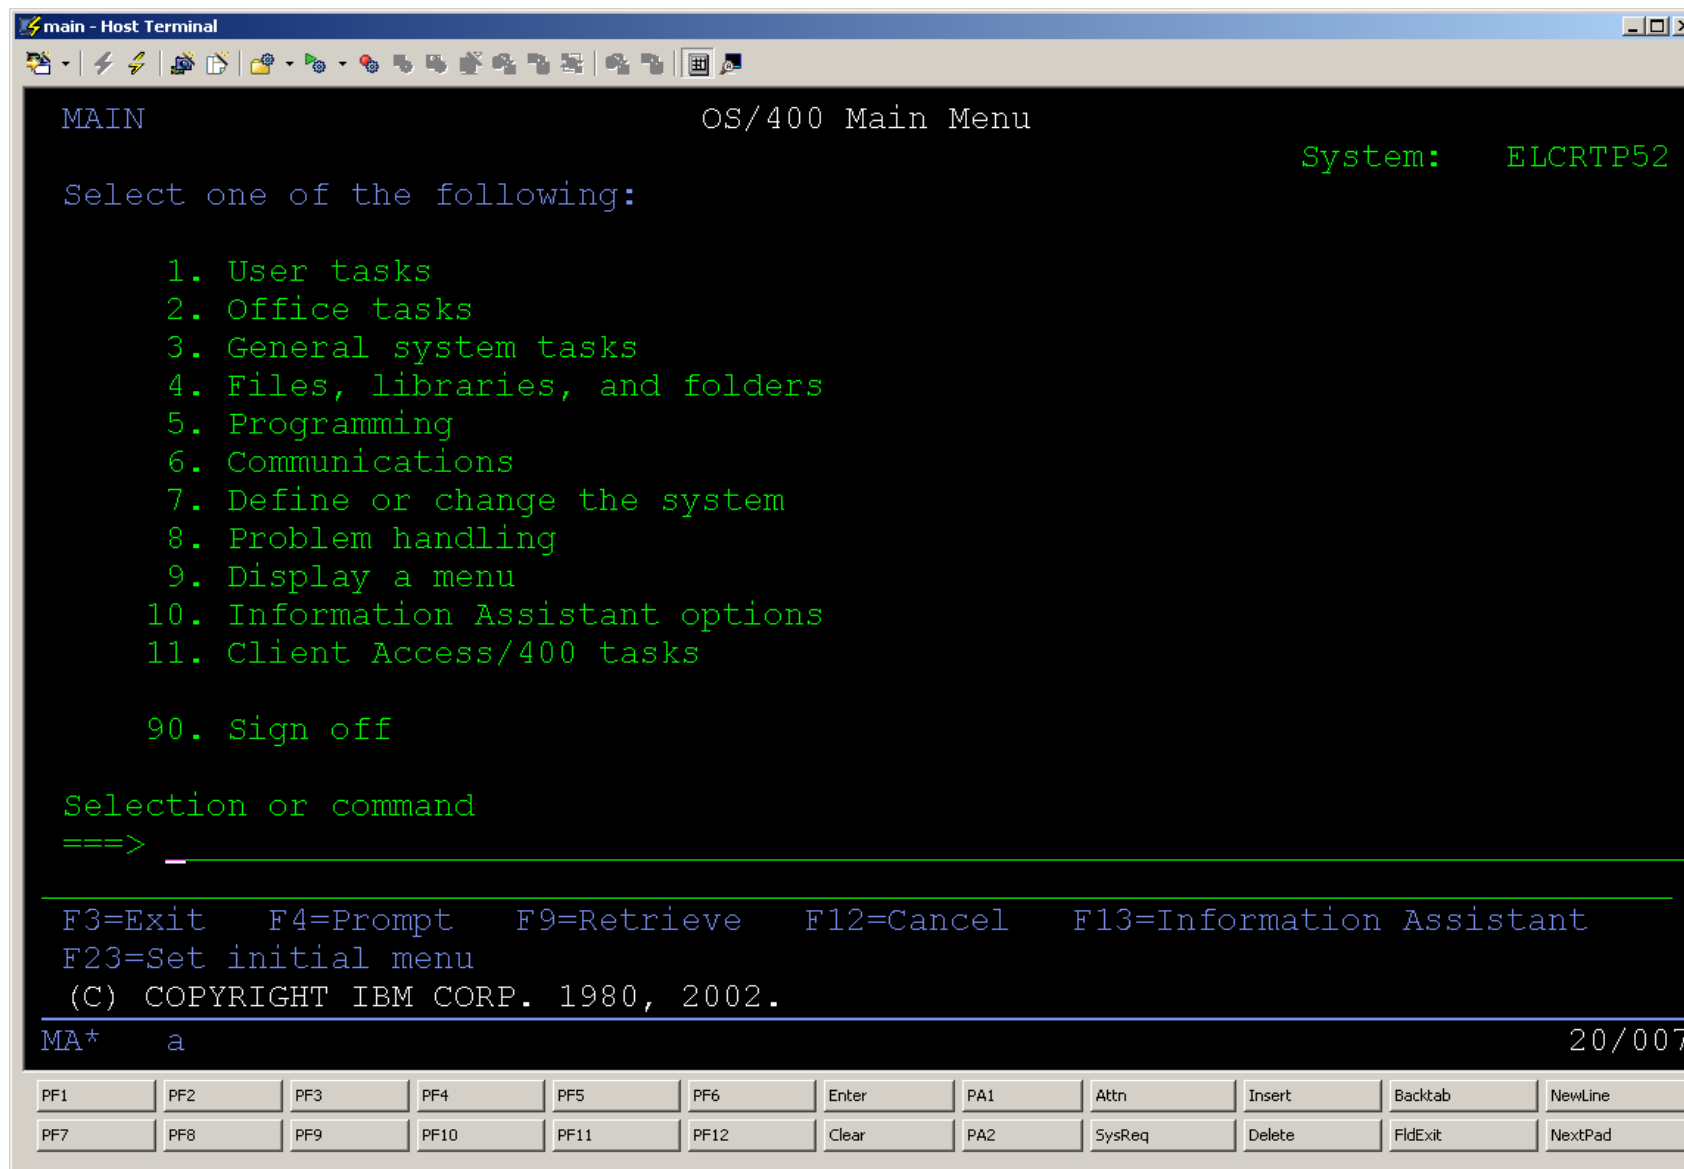 main - Host Terminal
MAIN OS/400 Main Menu
System: ELCRTP52
Select one of the following:
1. User tasks
2. Office tasks
3. General system tasks
4. Files, libraries, and folders
5. Programming
6. Communications
7. Define or change the system
8. Problem handling
9. Display a menu
10. Information Assistant options
11. Client Access/400 tasks
90. Sign off
Selection or command
===>
F3=Exit F4=Prompt F9=Retrieve F12=Cancel F13=Information Assistant
F23=Set initial menu
(C) COPYRIGHT IBM CORP. 1980, 2002.
MA* a 20/007
PF1 PF2 PF3 PF4 PF5 PF6 Enter PA1 Attn Insert Backtab NewLine
PF7 PF8 PF9 PF10 PF11 PF12 Clear PA2 SysReq Delete FldExit NextPad